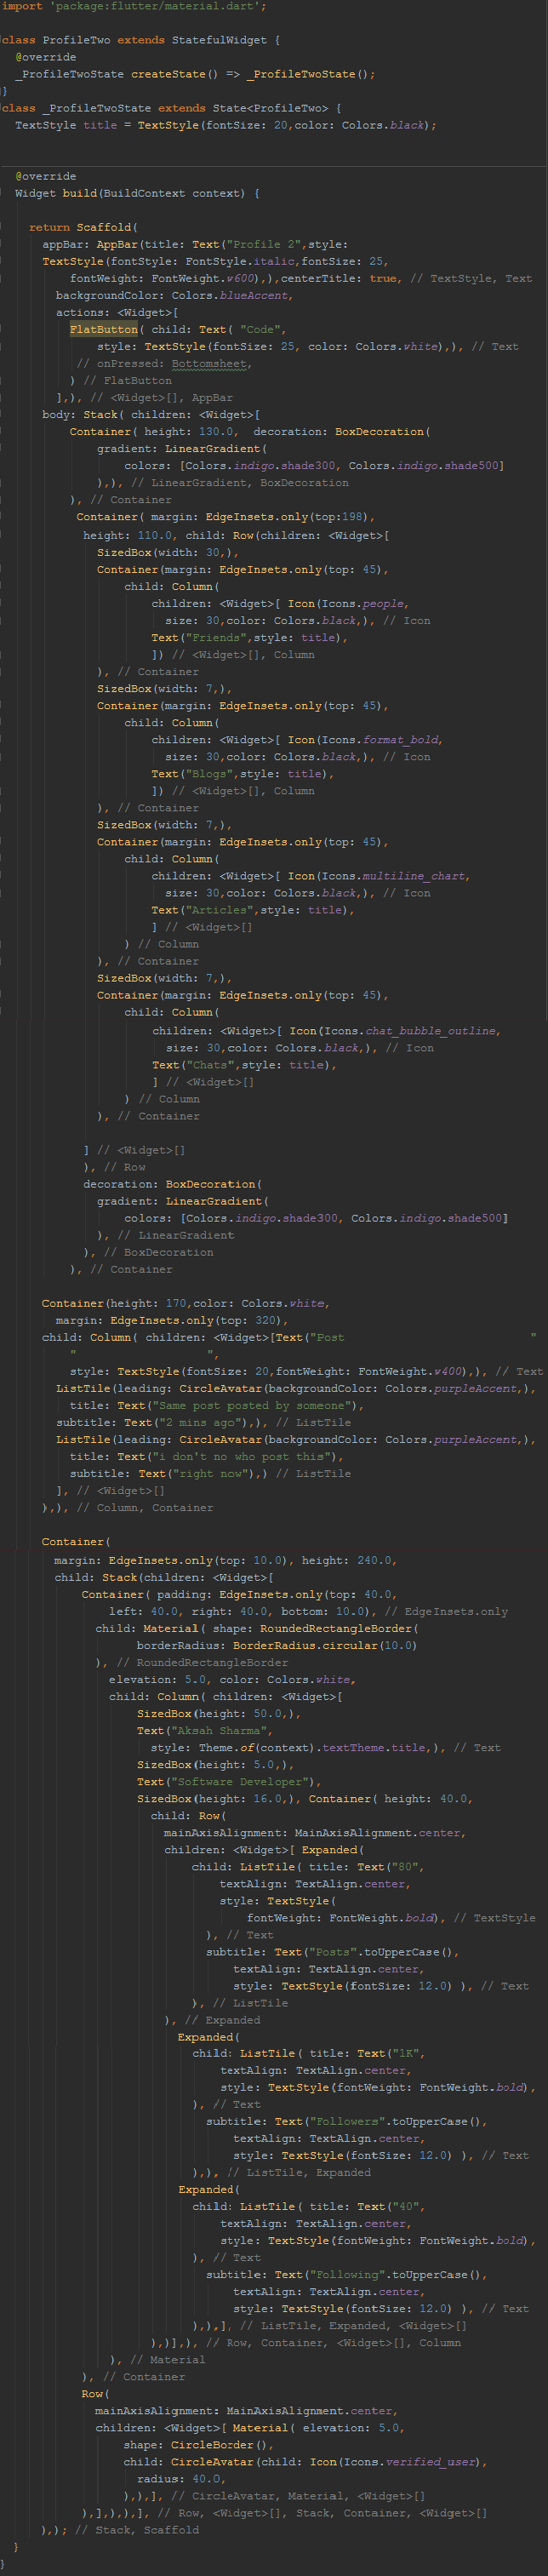 import 'package:flutter/material.dart';
class ProfileTwo extends StatefulWidget {
@override
_ProfileTwoState createState() => _ProfileTwoState();
}
class _ProfileTwoState extends State<ProfileTwo> {
TextStyle title = TextStyle(fontSize: 20,color: Colors.black);
@override
Widget build(BuildContext context) {
return Scaffold(
appBar: AppBar(title: Text("Profile 2",style:
TextStyle(fontStyle: FontStyle.italic,fontSize: 25,
fontWeight: FontWeight.w600),),centerTitle: true, // TextStyle, Text
backgroundColor: Colors.blueAccent,
actions: <Widget>[
FlatButton( child: Text( "Code",
style: TextStyle(fontSize: 25, color: Colors.white),), // Text
// onPressed: Bottomsheet,
) // FlatButton
],), // <Widget>[], AppBar
body: Stack( children: <Widget>[
Container( height: 130.0,  decoration: BoxDecoration(
gradient: LinearGradient(
colors: [Colors.indigo.shade300, Colors.indigo.shade500]
),), // LinearGradient, BoxDecoration
), // Container
Container( margin: EdgeInsets.only(top:198),
height: 110.0, child: Row(children: <Widget>[
SizedBox(width: 30,),
Container(margin: EdgeInsets.only(top: 45),
child: Column(
children: <Widget>[ Icon(Icons.people,
size: 30,color: Colors.black,), // Icon
Text("Friends",style: title),
]) // <Widget>[], Column
), // Container
SizedBox(width: 7,),
Container(margin: EdgeInsets.only(top: 45),
child: Column(
children: <Widget>[ Icon(Icons.format_bold,
size: 30,color: Colors.black,), // Icon
Text("Blogs",style: title),
]) // <Widget>[], Column
), // Container
SizedBox(width: 7,),
Container(margin: EdgeInsets.only(top: 45),
child: Column(
children: <Widget>[ Icon(Icons.multiline_chart,
size: 30,color: Colors.black,), // Icon
Text("Articles",style: title),
] // <Widget>[]
) // Column
), // Container
SizedBox(width: 7,),
Container(margin: EdgeInsets.only(top: 45),
child: Column(
children: <Widget>[ Icon(Icons.chat_bubble_outline,
size: 30,color: Colors.black,), // Icon
Text("Chats",style: title),
] // <Widget>[]
) // Column
), // Container
] // <Widget>[]
), // Row
decoration: BoxDecoration(
gradient: LinearGradient(
colors: [Colors.indigo.shade300, Colors.indigo.shade500]
), // LinearGradient
), // BoxDecoration
), // Container
Container(height: 170,color: Colors.white,
margin: EdgeInsets.only(top: 320),
child: Column( children: <Widget>[Text("Post                           "
"                   ",
style: TextStyle(fontSize: 20,fontWeight: FontWeight.w400),), // Text
ListTile(leading: CircleAvatar(backgroundColor: Colors.purpleAccent,),
title: Text("Same post posted by someone"),
subtitle: Text("2 mins ago"),), // ListTile
ListTile(leading: CircleAvatar(backgroundColor: Colors.purpleAccent,),
title: Text("i don't no who post this"),
subtitle: Text("right now"),) // ListTile
], // <Widget>[]
),), // Column, Container
Container(
margin: EdgeInsets.only(top: 10.0), height: 240.0,
child: Stack(children: <Widget>[
Container( padding: EdgeInsets.only(top: 40.0,
left: 40.0, right: 40.0, bottom: 10.0), // EdgeInsets.only
child: Material( shape: RoundedRectangleBorder(
borderRadius: BorderRadius.circular(10.0)
), // RoundedRectangleBorder
elevation: 5.0, color: Colors.white,
child: Column( children: <Widget>[
SizedBox(height: 50.0,),
Text("Aksah Sharma",
style: Theme.of(context).textTheme.title,), // Text
SizedBox(height: 5.0,),
Text("Software Developer"),
SizedBox(height: 16.0,), Container( height: 40.0,
child: Row(
mainAxisAlignment: MainAxisAlignment.center,
children: <Widget>[ Expanded(
child: ListTile( title: Text("80",
textAlign: TextAlign.center,
style: TextStyle(
fontWeight: FontWeight.bold), // TextStyle
), // Text
subtitle: Text("Posts".toUpperCase(),
textAlign: TextAlign.center,
style: TextStyle(fontSize: 12.0) ), // Text
), // ListTile
), // Expanded
Expanded(
child: ListTile( title: Text("1K",
textAlign: TextAlign.center,
style: TextStyle(fontWeight: FontWeight.bold),
), // Text
subtitle: Text("Followers".toUpperCase(),
textAlign: TextAlign.center,
style: TextStyle(fontSize: 12.0) ), // Text
),), // ListTile, Expanded
Expanded(
child: ListTile( title: Text("40",
textAlign: TextAlign.center,
style: TextStyle(fontWeight: FontWeight.bold),
), // Text
subtitle: Text("Following".toUpperCase(),
textAlign: TextAlign.center,
style: TextStyle(fontSize: 12.0) ), // Text
),),], // ListTile, Expanded, <Widget>[]
),)],), // Row, Container, <Widget>[], Column
), // Material
), // Container
Row(
mainAxisAlignment: MainAxisAlignment.center,
children: <Widget>[ Material( elevation: 5.0,
shape: CircleBorder(),
child: CircleAvatar(child: Icon(Icons.verified_user),
radius: 40.0,
),),], // CircleAvatar, Material, <Widget>[]
),],),),], // Row, <Widget>[], Stack, Container, <Widget>[]
),); // Stack, Scaffold
}
}